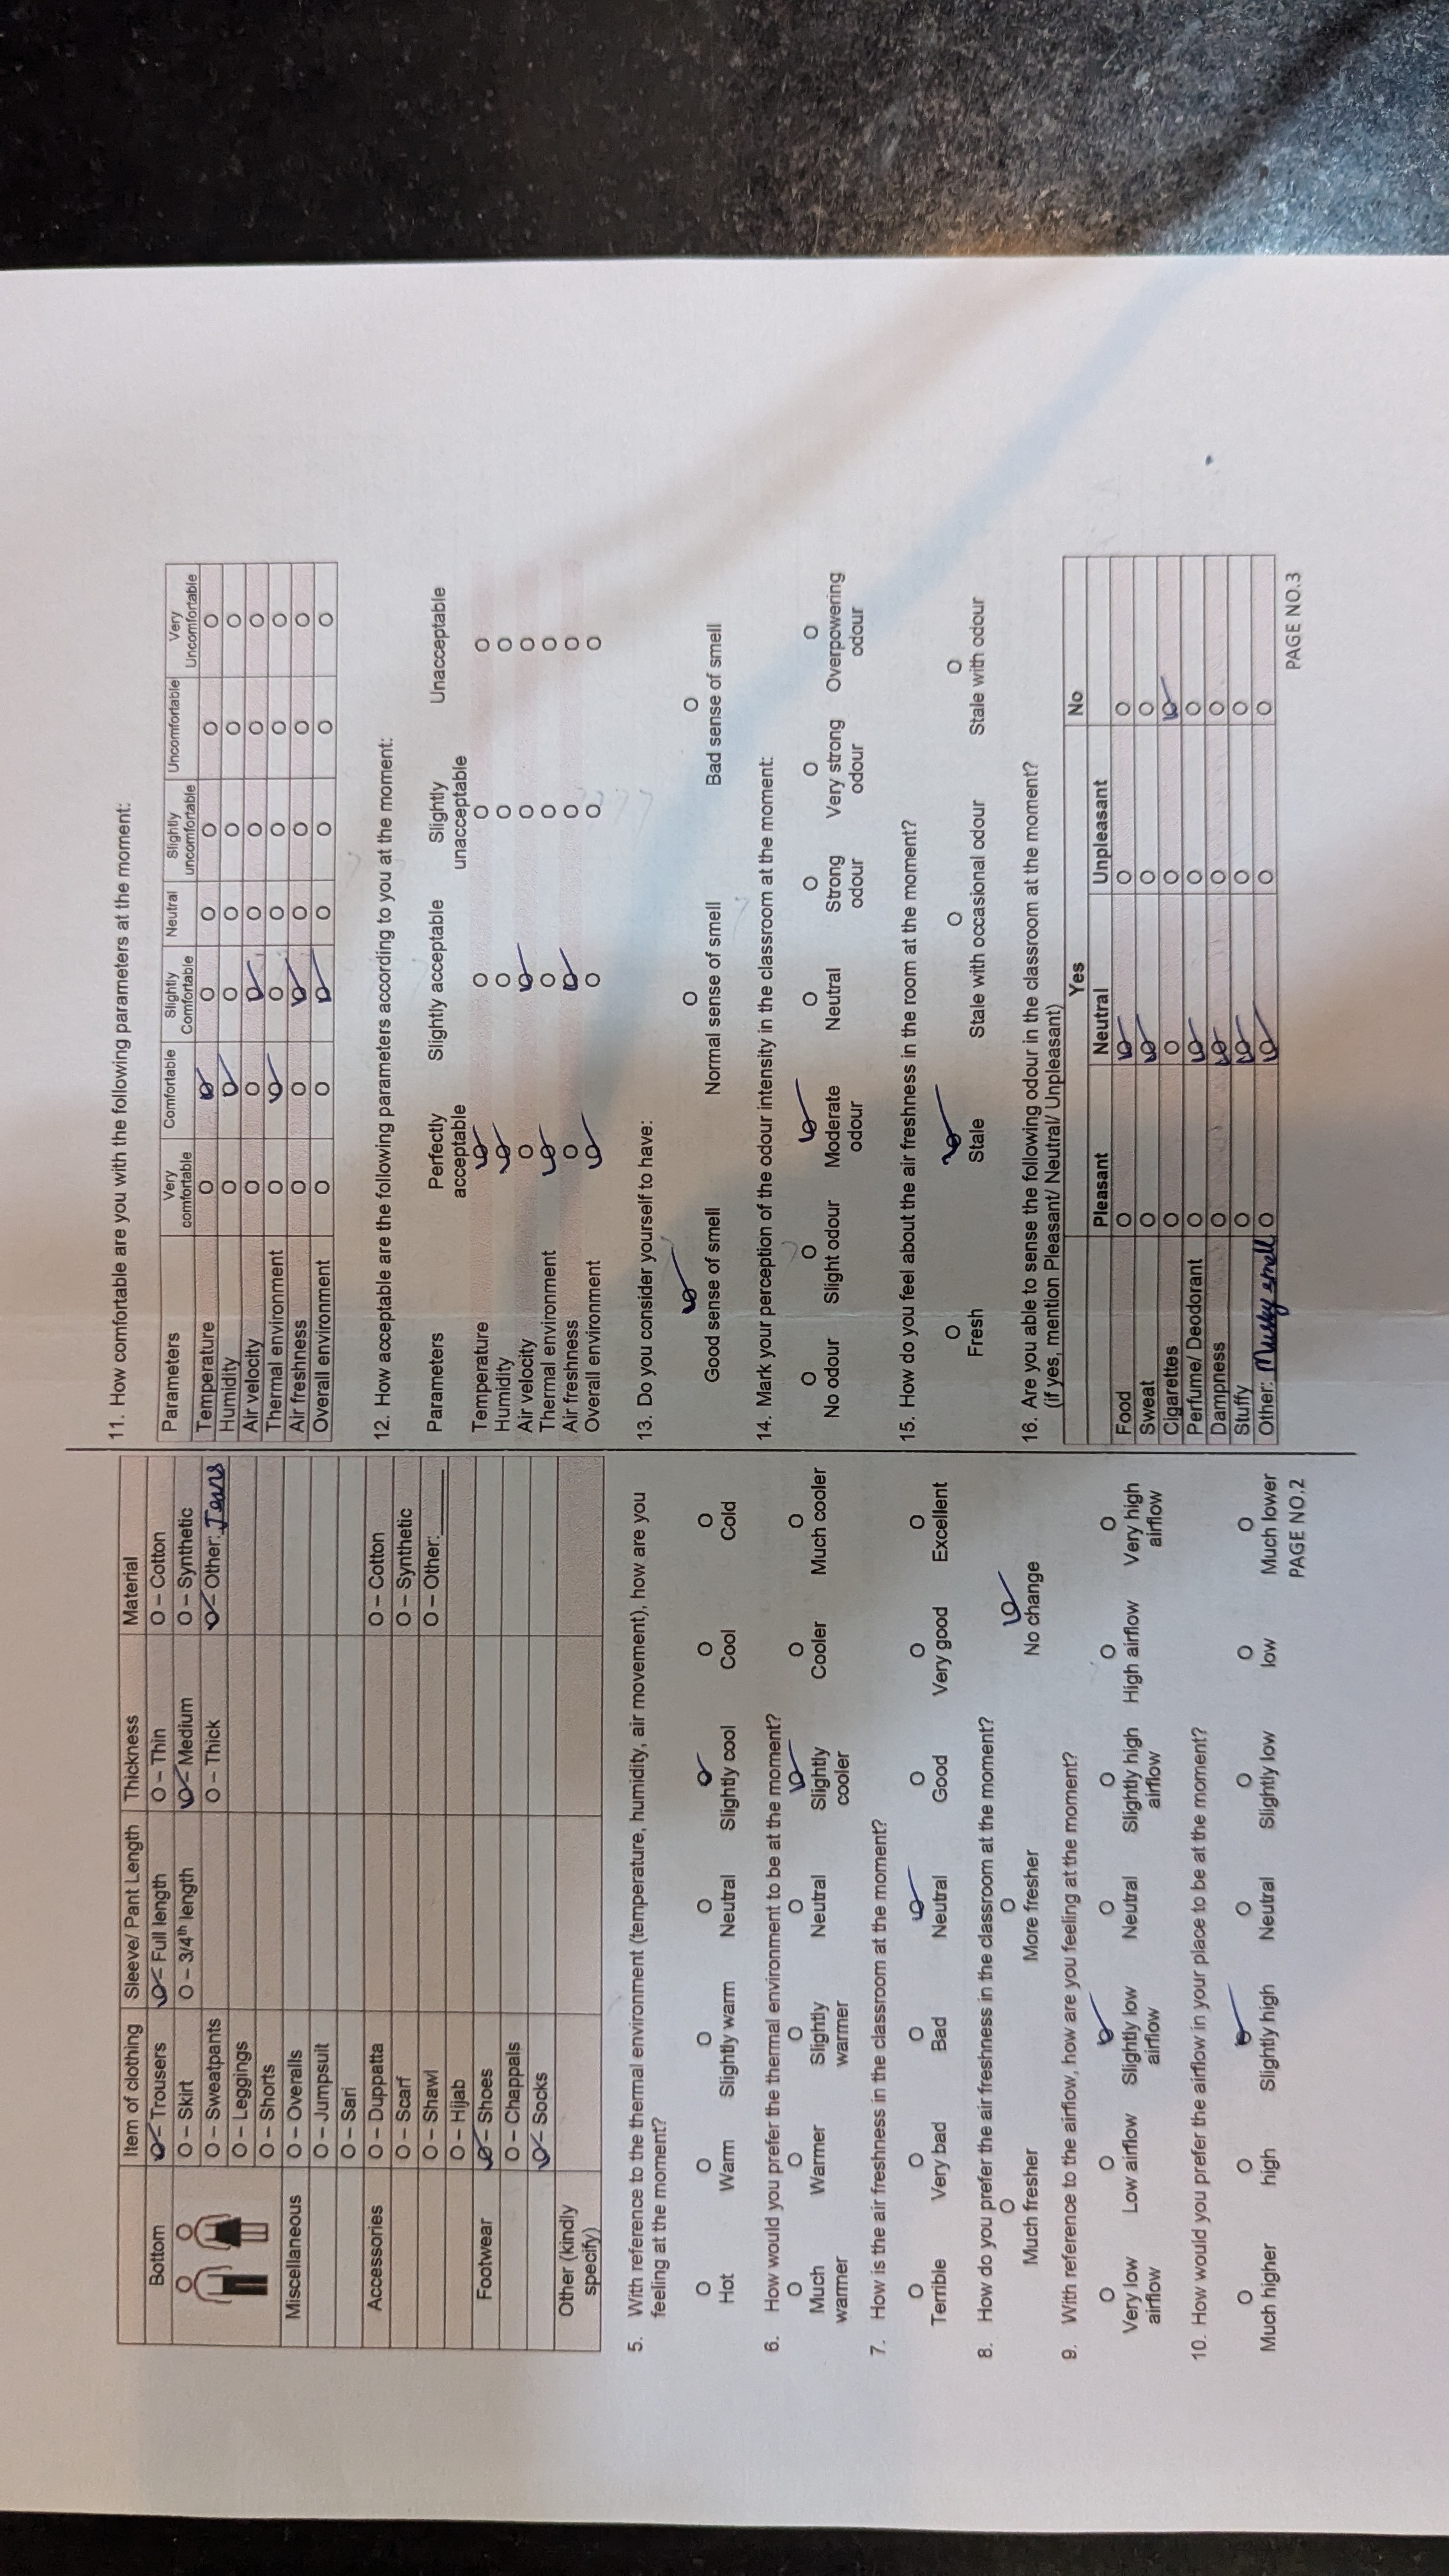 Item of clothing Sleeve/ Pant Length Thickness Material
Bottom O – Trousers O – Full length O – Thin O – Cotton
O – Skirt O – 3/4th length O – Medium O – Synthetic
O – Sweatpants O – Thick O – Other: Jeans
O – Leggings
O – Shorts
Miscellaneous O – Overalls
O – Jumpsuit
O – Sari
Accessories O – Duppatta O – Cotton
O – Scarf O – Synthetic
O – Shawl O – Other:
O – Hijab
Footwear O – Shoes
O – Chappals
O – Socks
Other (kindly
specify)
5. With reference to the thermal environment (temperature, humidity, air movement), how are you
feeling at the moment?
Hot Warm Slightly warm Neutral Slightly cool Cool Cold
6. How would you prefer the thermal environment to be at the moment?
Much Warmer Slightly Neutral Slightly Cooler Much cooler
warmer warmer cooler
7. How is the air freshness in the classroom at the moment?
Terrible Very bad Bad Neutral Good Very good Excellent
8. How do you prefer the air freshness in the classroom at the moment?
Much fresher More fresher No change
9. With reference to the airflow, how are you feeling at the moment?
Very low Low airflow Slightly low Neutral Slightly high High airflow Very high
airflow airflow airflow airflow
10. How would you prefer the airflow in your place to be at the moment?
Much higher high Slightly high Neutral Slightly low low Much lower
PAGE NO.2
11. How comfortable are you with the following parameters at the moment:
Parameters Very Comfortable Slightly Neutral Slightly Uncomfortable Very
comfortable Comfortable uncomfortable Uncomfortable
Temperature
Humidity
Air velocity
Thermal environment
Air freshness
Overall environment
12. How acceptable are the following parameters according to you at the moment:
Parameters Perfectly Slightly acceptable Slightly Unacceptable
acceptable unacceptable
Temperature
Humidity
Air velocity
Thermal environment
Air freshness
Overall environment
13. Do you consider yourself to have:
Good sense of smell Normal sense of smell Bad sense of smell
14. Mark your perception of the odour intensity in the classroom at the moment:
No odour Slight odour Moderate Neutral Strong Very strong Overpowering
odour odour odour odour
15. How do you feel about the air freshness in the room at the moment?
Fresh Stale Stale with occasional odour Stale with odour
16. Are you able to sense the following odour in the classroom at the moment?
(if yes, mention Pleasant/ Neutral/ Unpleasant)
Yes No
Pleasant Neutral Unpleasant
Food
Sweat
Cigarettes
Perfume/ Deodorant
Dampness
Stuffy
Other: Musky smell
PAGE NO.3